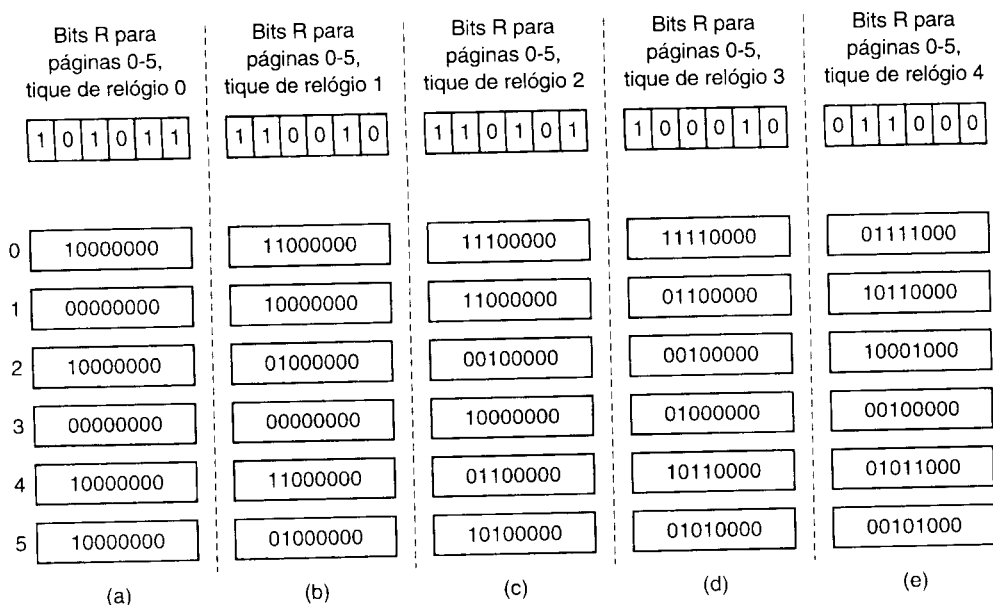 Bits R para
páginas 0-5,
tique de relógio 0
1 0 1 0 1 1
Bits R para
páginas 0-5,
tique de relógio 1
1 1 0 0 1 0
Bits R para
páginas 0-5,
tique de relógio 2
1 1 0 1 0 1
Bits R para
páginas 0-5,
tique de relógio 3
1 0 0 0 1 0
Bits R para
páginas 0-5,
tique de relógio 4
0 1 1 0 0 0
0 10000000 11000000 11100000 11110000 01111000
1 00000000 10000000 11000000 01100000 10110000
2 10000000 01000000 00100000 00100000 10001000
3 00000000 00000000 10000000 01000000 00100000
4 10000000 11000000 01100000 10110000 01011000
5 10000000 01000000 10100000 01010000 00101000
(a) (b) (c) (d) (e)